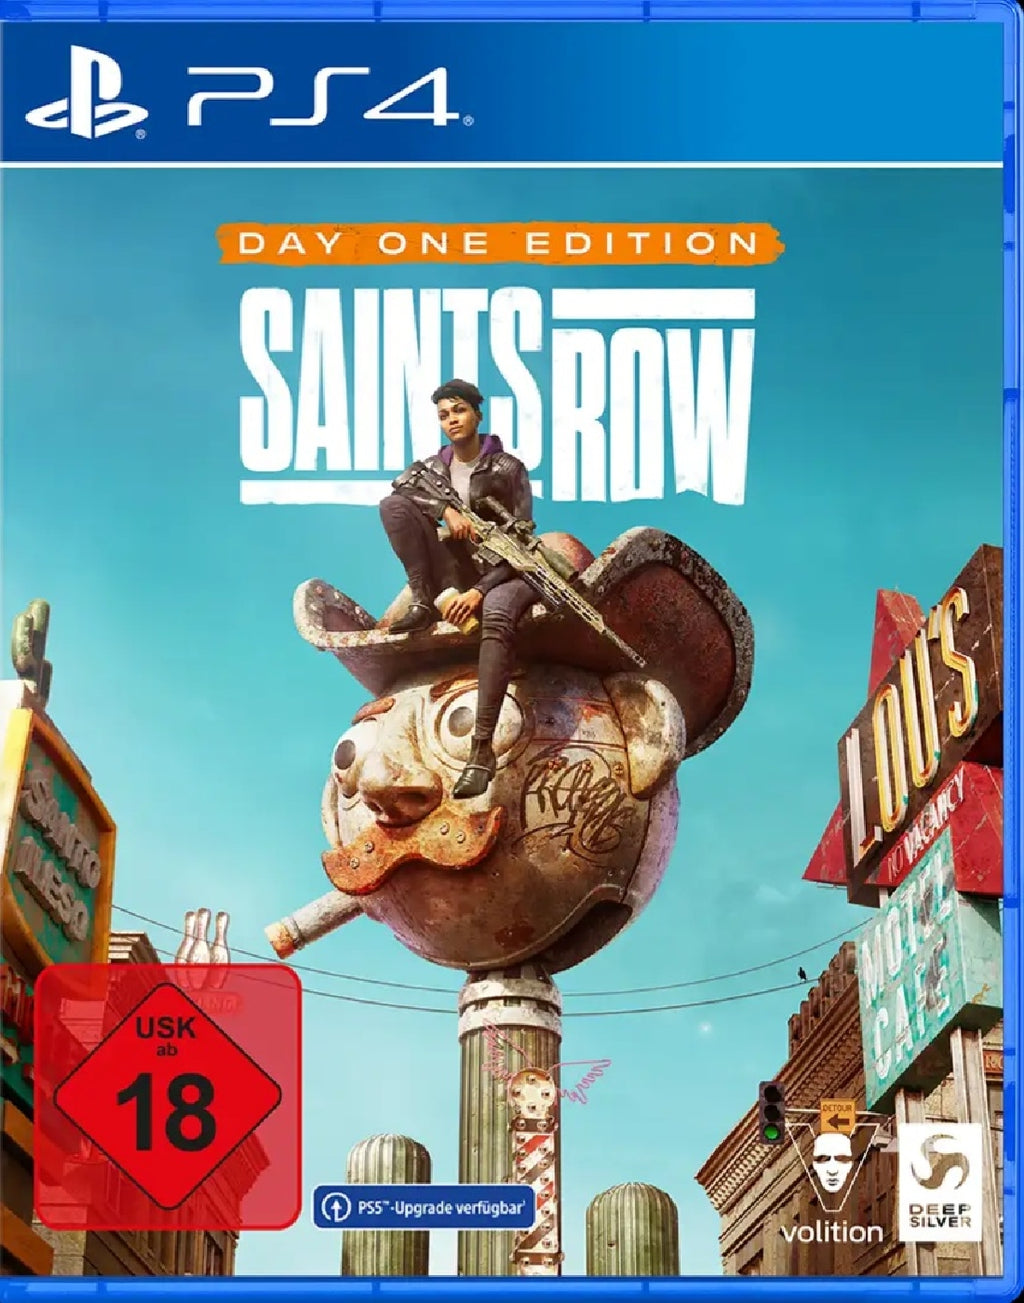 PS4
DAY ONE EDITION
SAINTS ROW
LOU'S
NO VACANCY
MOTEL
CAFE
SANTO
ILESO
USK
ab
18
PS5™-Upgrade verfügbar
DETOUR
volition
DEEP
SILVER